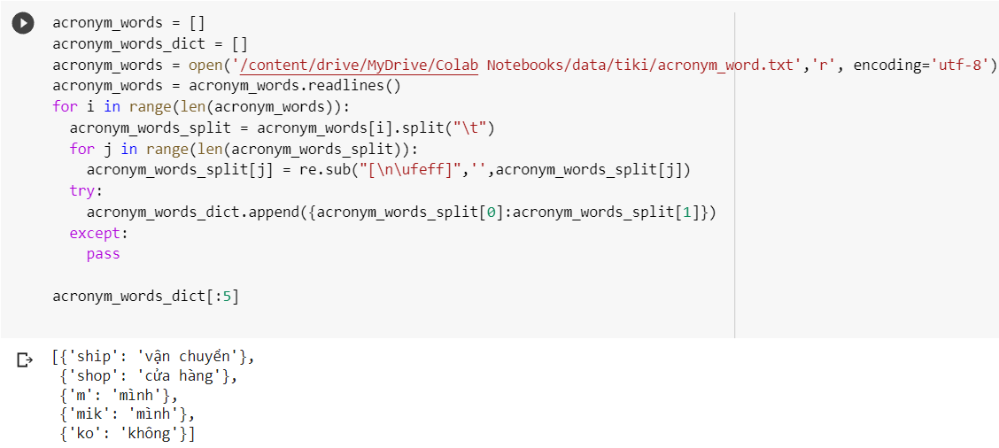 acronym_words = []
acronym_words_dict = []
acronym_words = open('/content/drive/MyDrive/Colab Notebooks/data/tiki/acronym_word.txt','r', encoding='utf-8')
acronym_words = acronym_words.readlines()
for i in range(len(acronym_words)):
  acronym_words_split = acronym_words[i].split("\t")
  for j in range(len(acronym_words_split)):
    acronym_words_split[j] = re.sub("[\n\ufeff]",'',acronym_words_split[j])
  try:
    acronym_words_dict.append({acronym_words_split[0]:acronym_words_split[1]})
  except:
    pass
acronym_words_dict[:5]
[{'ship': 'vận chuyển'},
 {'shop': 'cửa hàng'},
 {'m': 'mình'},
 {'mik': 'mình'},
 {'ko': 'không'}]